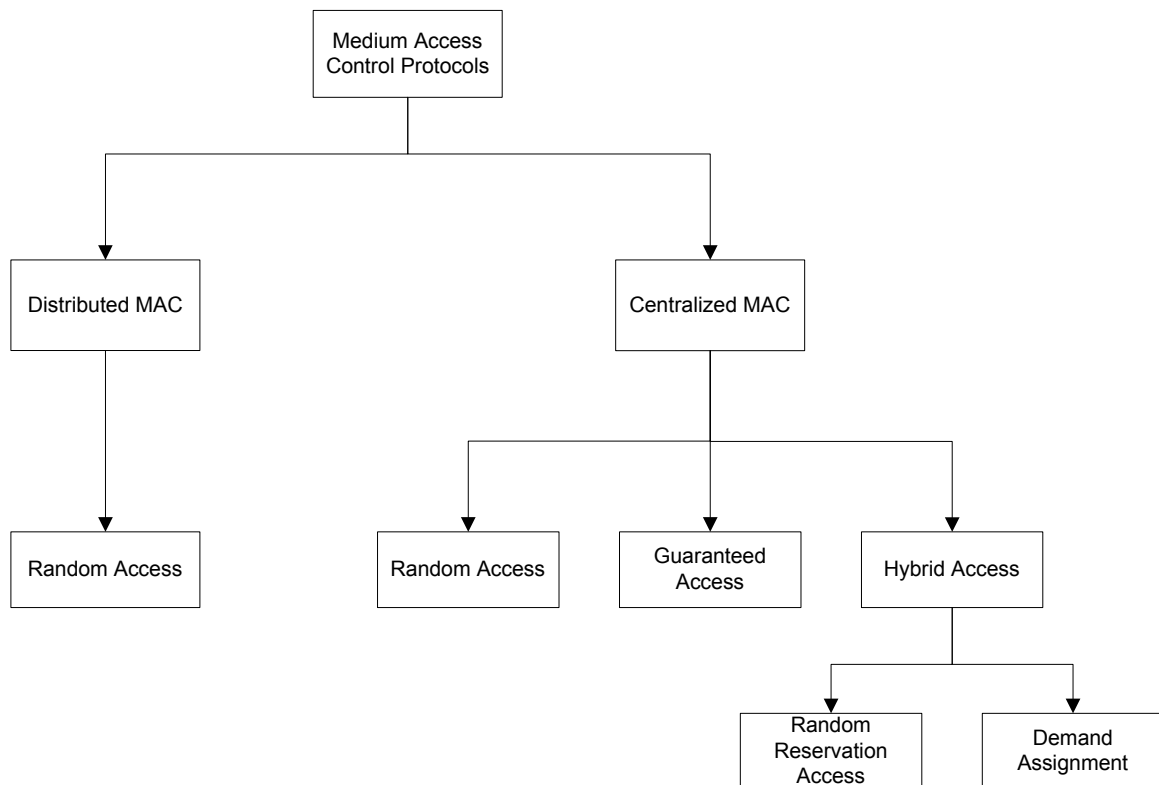 Medium Access
Control Protocols
Distributed MAC
Centralized MAC
Random Access
Random Access
Guaranteed
Access
Hybrid Access
Random
Reservation
Access
Demand
Assignment